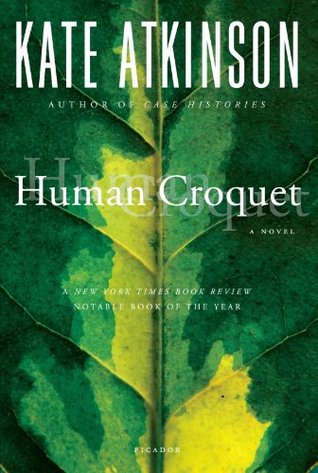 KATE ATKINSON
AUTHOR OF CASE HISTORIES
Human Croquet
A NOVEL
A NEW YORK TIMES BOOK REVIEW
NOTABLE BOOK OF THE YEAR
PICADOR